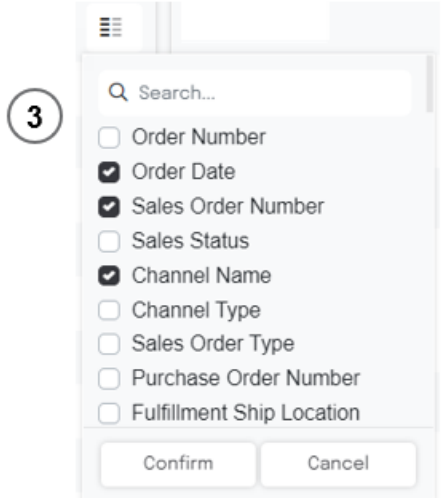 Search...
3
Order Number
Order Date
Sales Order Number
Sales Status
Channel Name
Channel Type
Sales Order Type
Purchase Order Number
Fulfillment Ship Location
Confirm Cancel